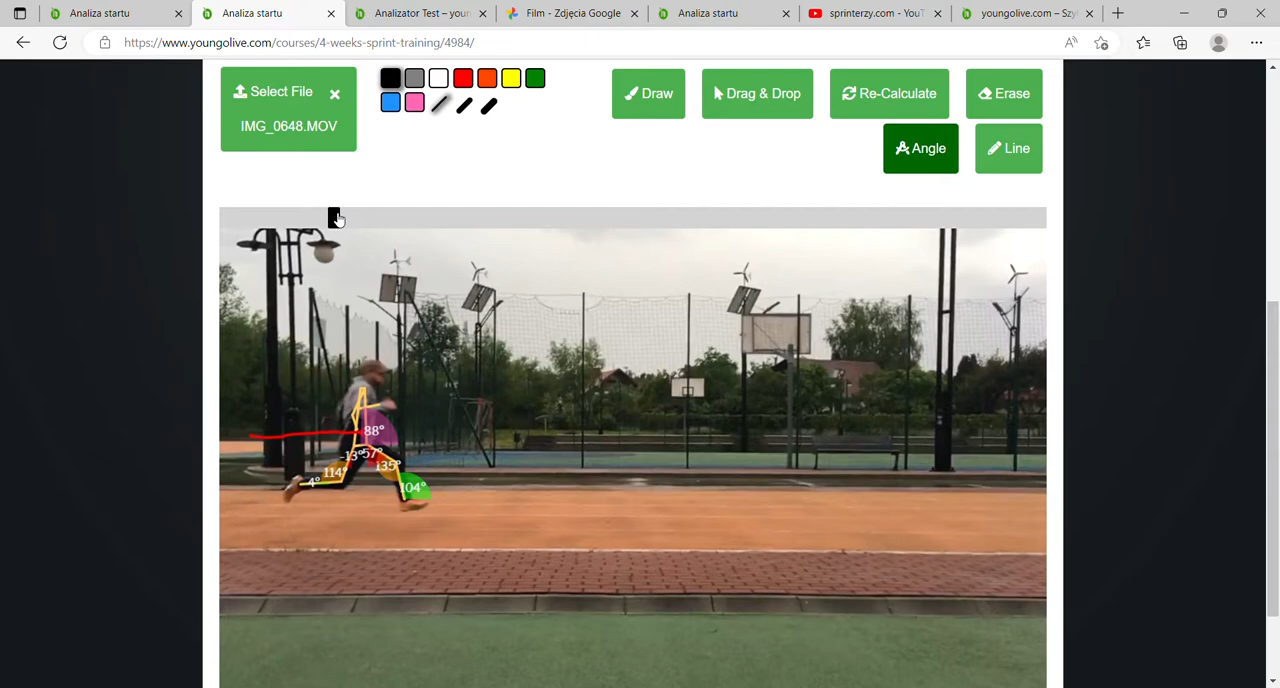 Analiza startu
Analiza startu
Analizator Test – youn
Film - Zdjęcia Google
Analiza startu
sprinterzy.com - YouT
youngolive.com – Szy
https://www.youngolive.com/courses/4-weeks-sprint-training/4984/
Select File
IMG_0648.MOV
Draw
Drag & Drop
Re-Calculate
Erase
Angle
Line
88°
-13°
57°
135°
114°
4°
104°